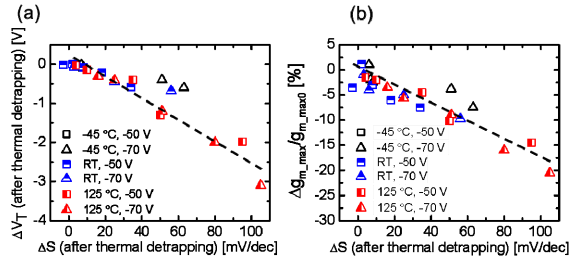 (a)
ΔV_T (after thermal detrapping) [V]
1
0
-1
-2
-3
-4
-45 °C, -50 V
-45 °C, -70 V
RT, -50 V
RT, -70 V
125 °C, -50 V
125 °C, -70 V
0 20 40 60 80 100
ΔS (after thermal detrapping) [mV/dec]
(b)
Δg_m_max/g_m_max0) [%]
10
5
0
-5
-10
-15
-20
-25
-30
-45 °C, -50 V
-45 °C, -70 V
RT, -50 V
RT, -70 V
125 °C, -50 V
125 °C, -70 V
0 20 40 60 80 100
ΔS (after thermal detrapping) [mV/dec]